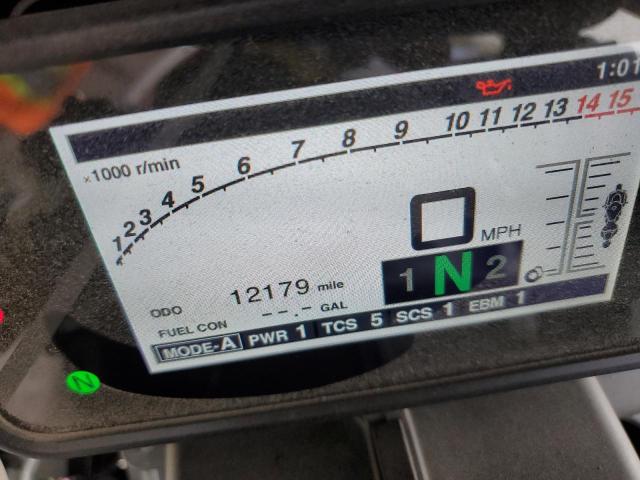 1:01
×1000 r/min
1 2 3 4 5 6 7 8 9 10 11 12 13 14 15
0 MPH
1 N 2
ODO 12179 mile
FUEL CON --.- GAL
MODE-A PWR 1 TCS 5 SCS 1 EBM 1
N